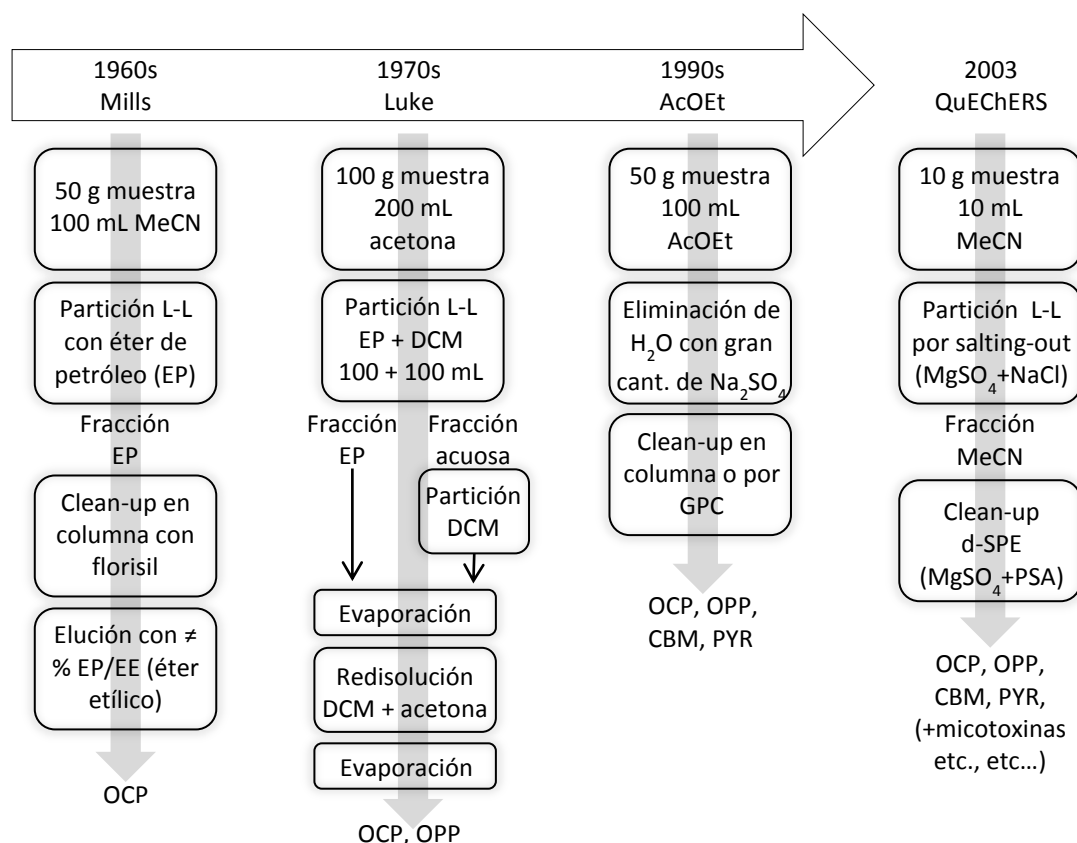 1960s
Mills
1970s
Luke
1990s
AcOEt
2003
QuEChERS
50 g muestra
100 mL MeCN
Partición L-L
con éter de
petróleo (EP)
Fracción
EP
Clean-up en
columna con
florisil
Elución con ≠
% EP/EE (éter
etílico)
OCP
100 g muestra
200 mL
acetona
Partición L-L
EP + DCM
100 + 100 mL
Fracción
EP
Fracción
acuosa
Partición
DCM
Evaporación
Redisolución
DCM + acetona
Evaporación
OCP, OPP
50 g muestra
100 mL
AcOEt
Eliminación de
H₂O con gran
cant. de Na₂SO₄
Clean-up en
columna o por
GPC
OCP, OPP,
CBM, PYR
10 g muestra
10 mL
MeCN
Partición L-L
por salting-out
(MgSO₄+NaCl)
Fracción
MeCN
Clean-up
d-SPE
(MgSO₄+PSA)
OCP, OPP,
CBM, PYR,
(+micotoxinas
etc., etc…)